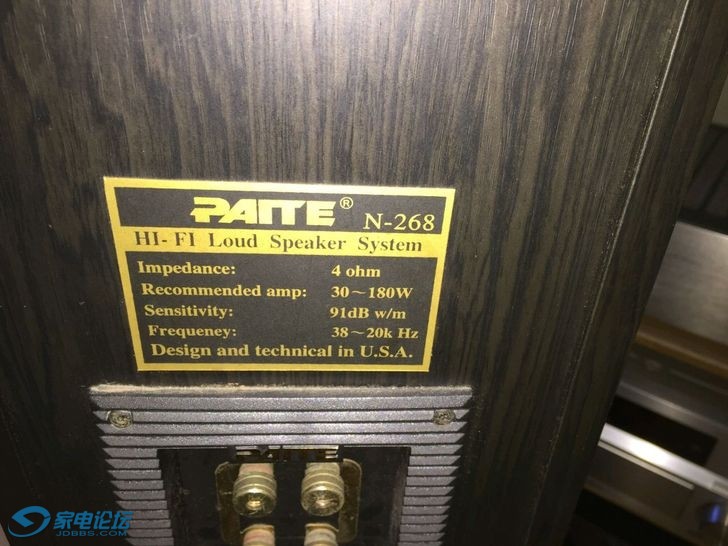 PAITE® N-268
HI-FI Loud Speaker System
Impedance: 4 ohm
Recommended amp: 30～180W
Sensitivity: 91dB w/m
Frequeney: 38～20k Hz
Design and technical in U.S.A.
PAITE
家电论坛
JDBBS.COM